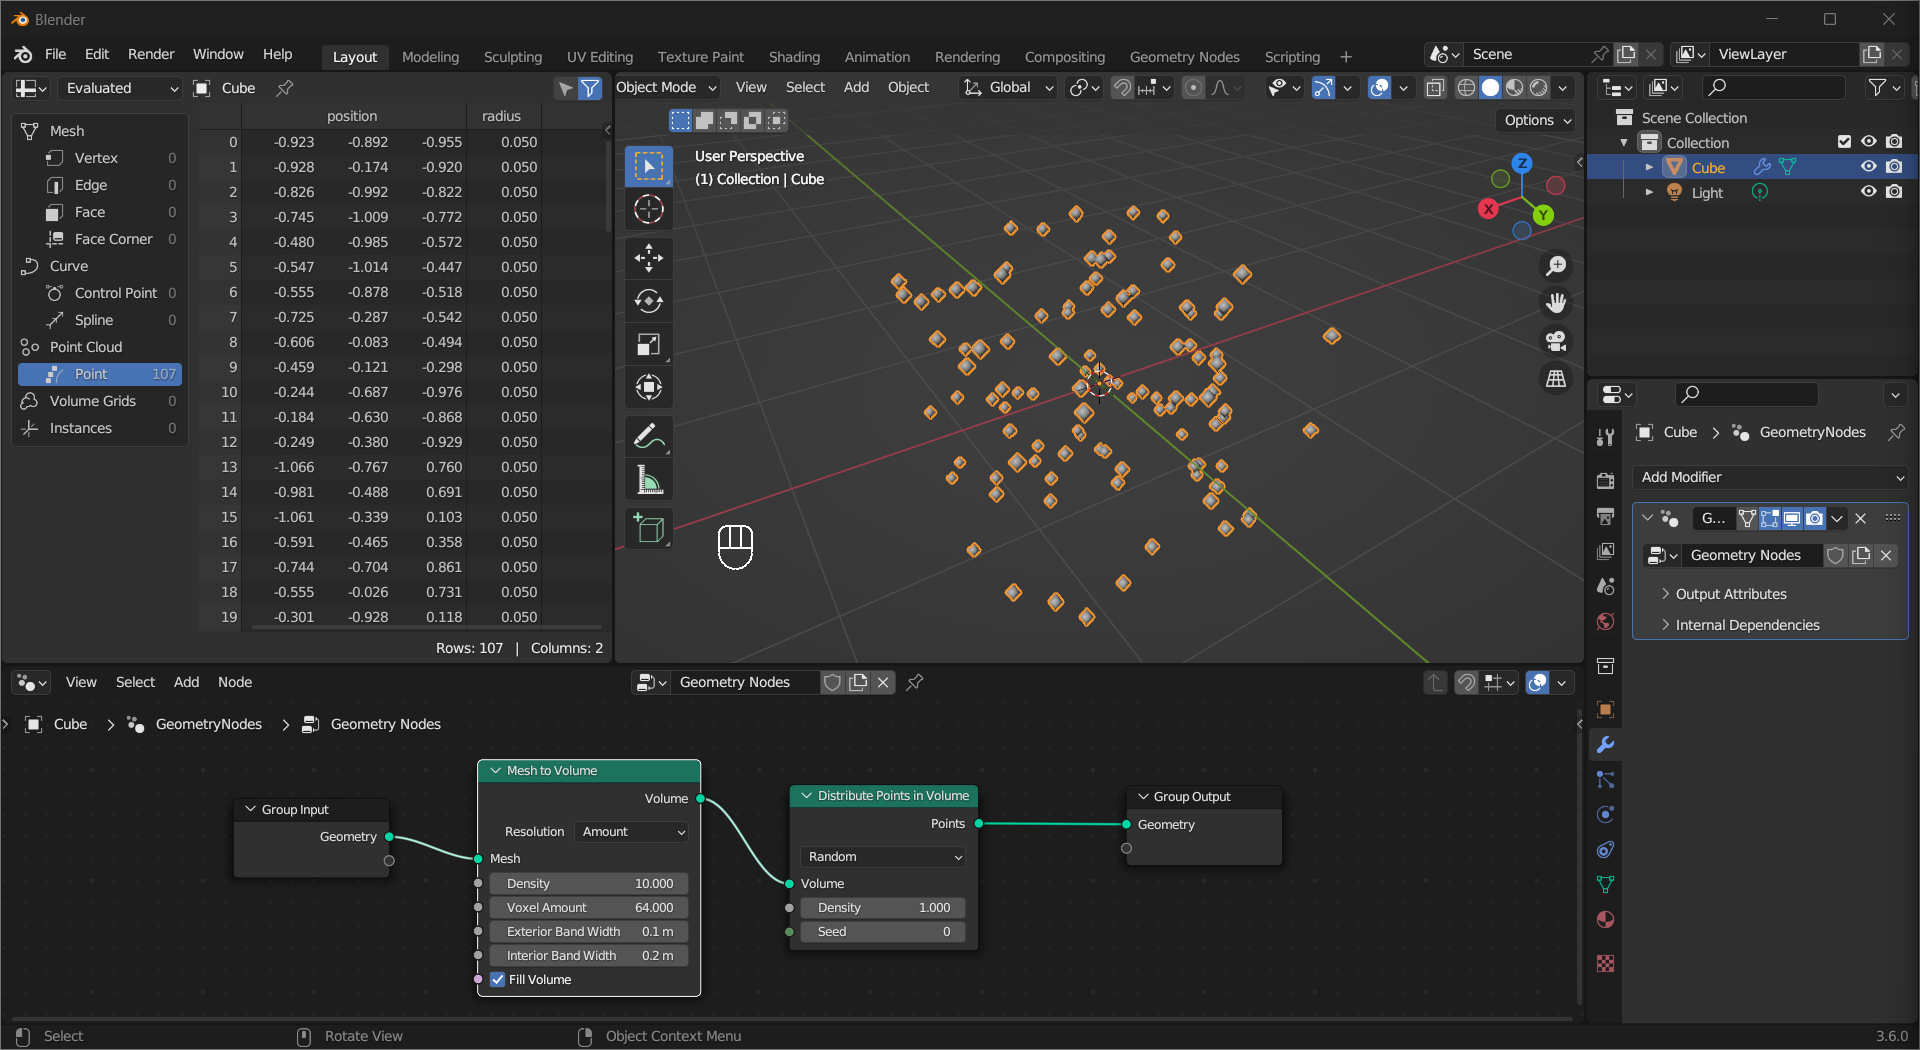 Blender
File Edit Render Window Help
Layout Modeling Sculpting UV Editing Texture Paint Shading Animation Rendering Compositing Geometry Nodes Scripting +
Scene
ViewLayer
Evaluated
Cube
Mesh
Vertex 0
Edge 0
Face 0
Face Corner 0
Curve
Control Point 0
Spline 0
Point Cloud
Point 107
Volume Grids 0
Instances 0
position radius
0 -0.923 -0.892 -0.955 0.050
1 -0.928 -0.174 -0.920 0.050
2 -0.826 -0.992 -0.822 0.050
3 -0.745 -1.009 -0.772 0.050
4 -0.480 -0.985 -0.572 0.050
5 -0.547 -1.014 -0.447 0.050
6 -0.555 -0.878 -0.518 0.050
7 -0.725 -0.287 -0.542 0.050
8 -0.606 -0.083 -0.494 0.050
9 -0.459 -0.121 -0.298 0.050
10 -0.244 -0.687 -0.976 0.050
11 -0.184 -0.630 -0.868 0.050
12 -0.249 -0.380 -0.929 0.050
13 -1.066 -0.767 0.760 0.050
14 -0.981 -0.488 0.691 0.050
15 -1.061 -0.339 0.103 0.050
16 -0.591 -0.465 0.358 0.050
17 -0.744 -0.704 0.861 0.050
18 -0.555 -0.026 0.731 0.050
19 -0.301 -0.928 0.118 0.050
Rows: 107 | Columns: 2
Object Mode View Select Add Object Global
Options
User Perspective
(1) Collection | Cube
Z
X
Y
Scene Collection
Collection
Cube
Light
Cube > GeometryNodes
Add Modifier
G...
Geometry Nodes
Output Attributes
Internal Dependencies
View Select Add Node
Geometry Nodes
Cube > GeometryNodes > Geometry Nodes
Group Input
Geometry
Mesh to Volume
Volume
Resolution Amount
Mesh
Density 10.000
Voxel Amount 64.000
Exterior Band Width 0.1 m
Interior Band Width 0.2 m
Fill Volume
Distribute Points in Volume
Points
Random
Volume
Density 1.000
Seed 0
Group Output
Geometry
Select
Rotate View
Object Context Menu
3.6.0